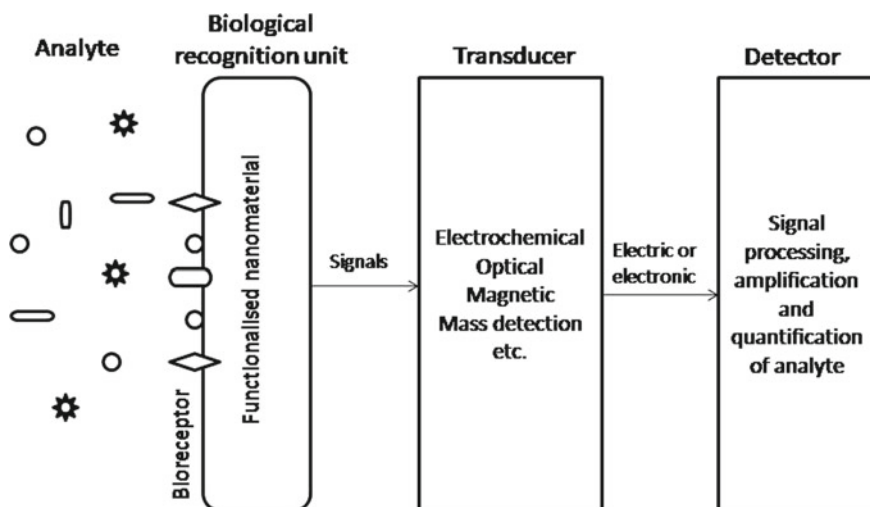 Analyte
Biological
recognition unit
Transducer
Detector
Bloreceptor
Functionalised nanomaterial
Signals
Electrochemical
Optical
Magnetic
Mass detection
etc.
Electric or
electronic
Signal
processing,
amplification
and
quantification
of analyte